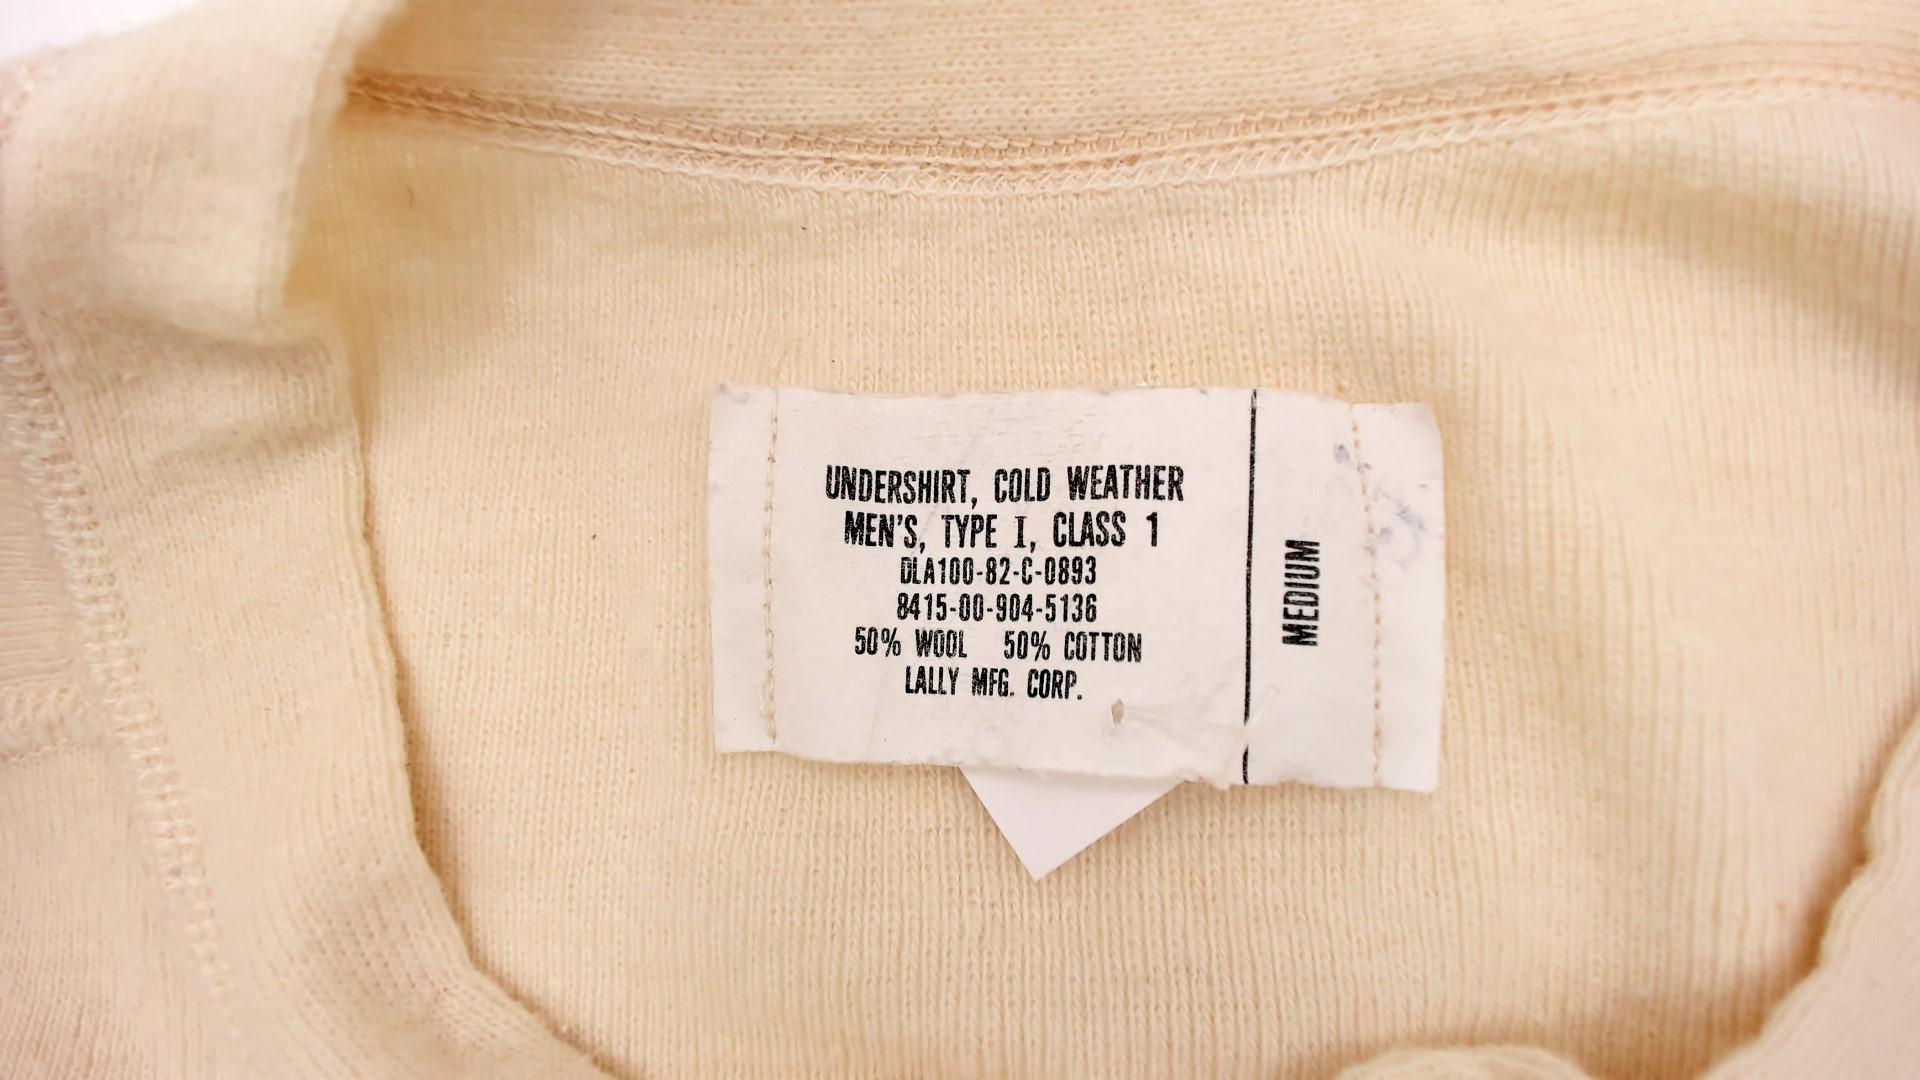 UNDERSHIRT, COLD WEATHER
MEN'S, TYPE I, CLASS 1
DLA100-82-C-0893
8415-00-904-5136
50% WOOL 50% COTTON
LALLY MFG. CORP.
MEDIUM